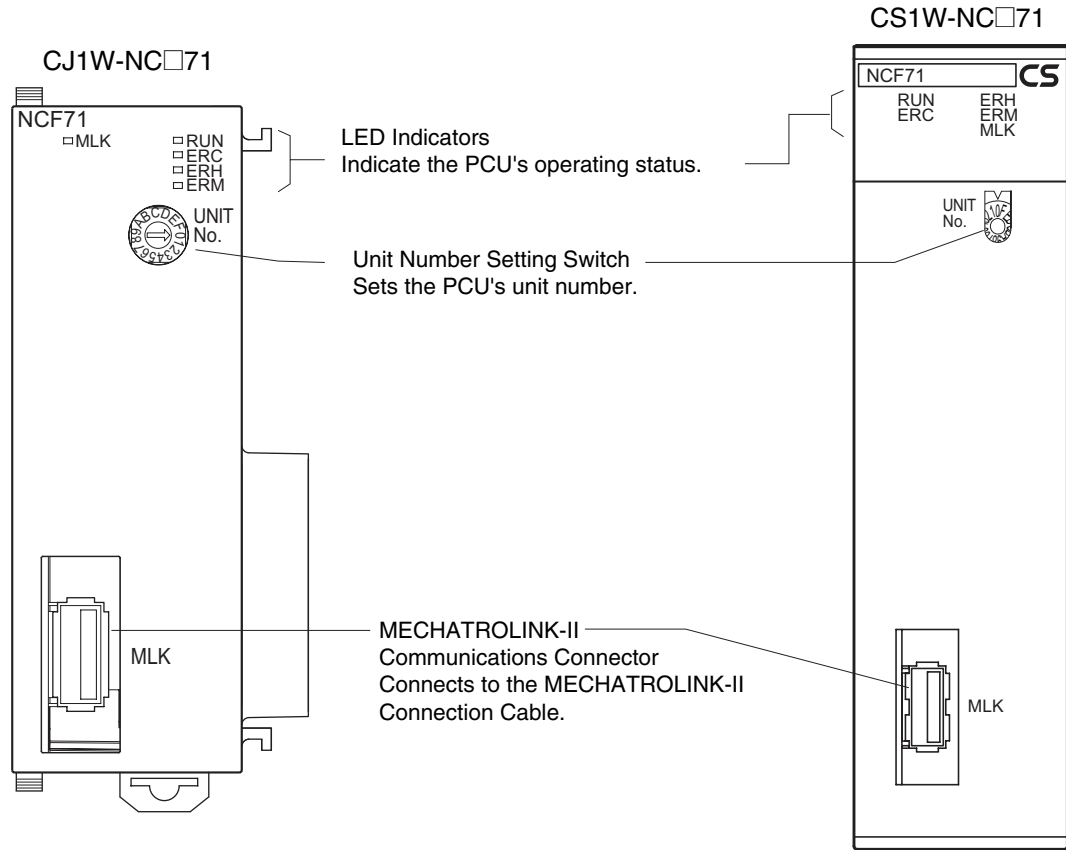 CS1W-NC□71
CJ1W-NC□71
NCF71
MLK
RUN
ERC
ERH
ERM
89ABCDEF01234567
UNIT
No.
LED Indicators
Indicate the PCU's operating status.
Unit Number Setting Switch
Sets the PCU's unit number.
MLK
MECHATROLINK-II
Communications Connector
Connects to the MECHATROLINK-II
Connection Cable.
NCF71
CS
RUN ERH
ERC ERM
MLK
UNIT
No.
MLK